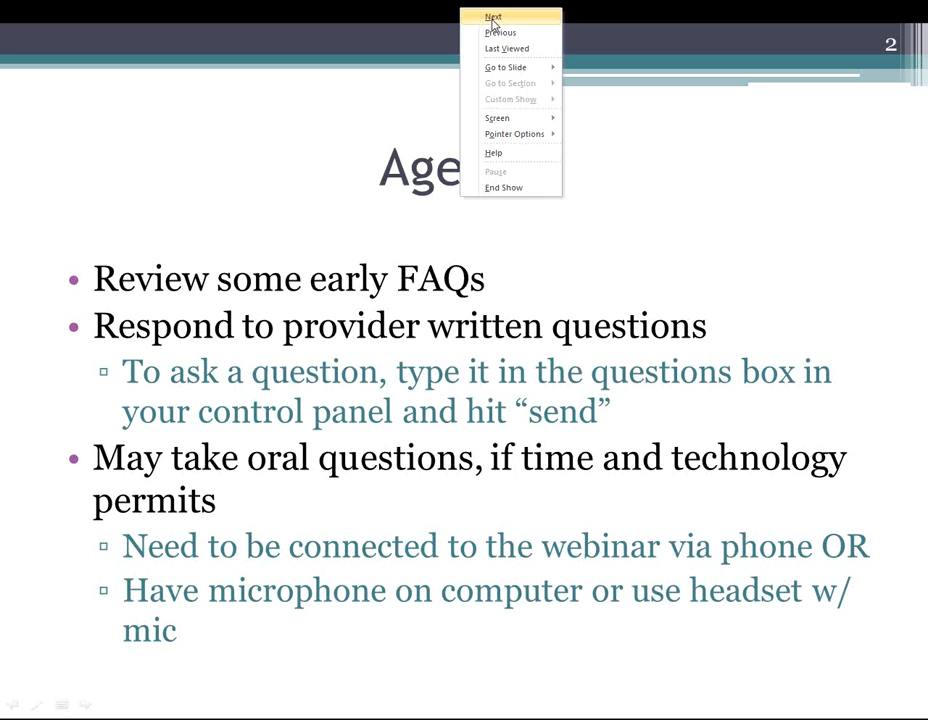 2
Next
Previous
Last Viewed
Go to Slide
Go to Section
Custom Show
Screen
Pointer Options
Help
Pause
End Show
Age
• Review some early FAQs
• Respond to provider written questions
▫ To ask a question, type it in the questions box in
your control panel and hit “send”
• May take oral questions, if time and technology
permits
▫ Need to be connected to the webinar via phone OR
▫ Have microphone on computer or use headset w/
mic